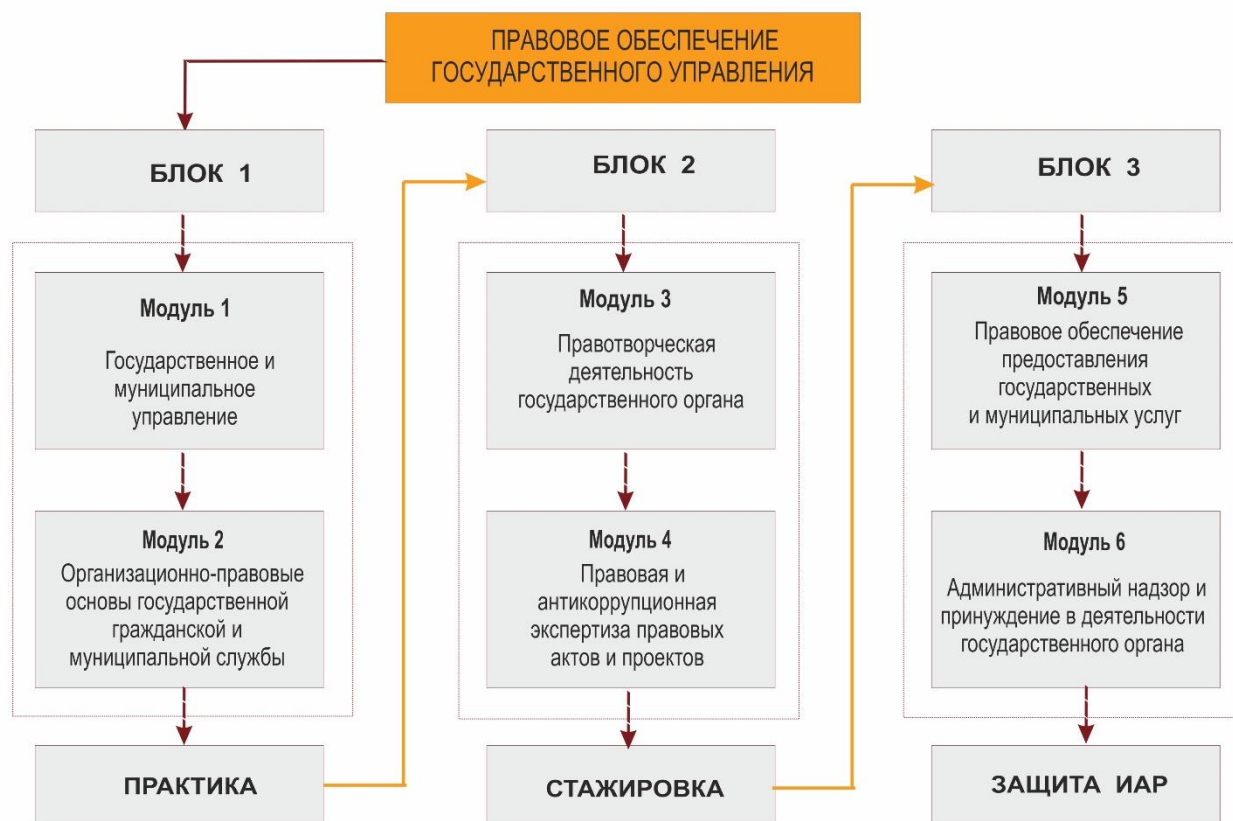 ПРАВОВОЕ ОБЕСПЕЧЕНИЕ
ГОСУДАРСТВЕННОГО УПРАВЛЕНИЯ
БЛОК 1
Модуль 1
Государственное и
муниципальное
управление
Модуль 2
Организационно-правовые
основы государственной
гражданской и
муниципальной службы
ПРАКТИКА
БЛОК 2
Модуль 3
Правотворческая
деятельность
государственного органа
Модуль 4
Правовая и
антикоррупционная
экспертиза правовых
актов и проектов
СТАЖИРОВКА
БЛОК 3
Модуль 5
Правовое обеспечение
предоставления
государственных
и муниципальных услуг
Модуль 6
Административный надзор и
принуждение в деятельности
государственного органа
ЗАЩИТА ИАР